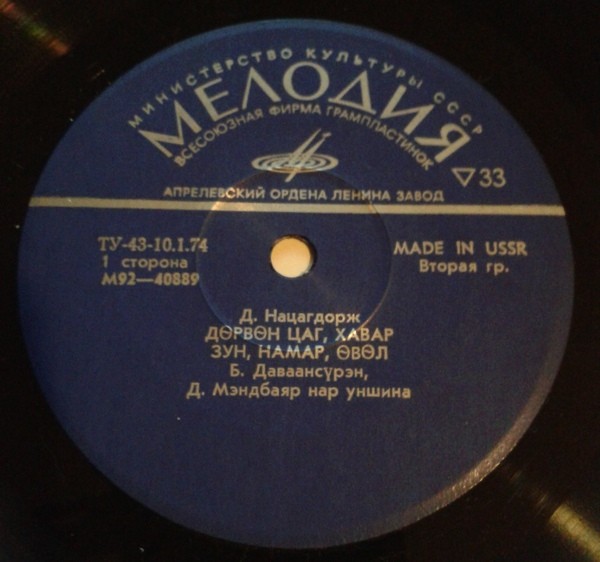 МИНИСТЕРСТВО КУЛЬТУРЫ СССР
МЕЛОДИЯ
ВСЕСОЮЗНАЯ ФИРМА ГРАМПЛАСТИНОК
33
АПРЕЛЕВСКИЙ ОРДЕНА ЛЕНИНА ЗАВОД
ТУ-43-10.1.74
1 сторона
М92—40889
MADE IN USSR
Вторая гр.
Д. Нацагдорж
ДӨРВӨН ЦАГ, ХАВАР
ЗУН, НАМАР, ӨВӨЛ
Б. Даваансүрэн,
Д. Мэндбаяр нар уншина